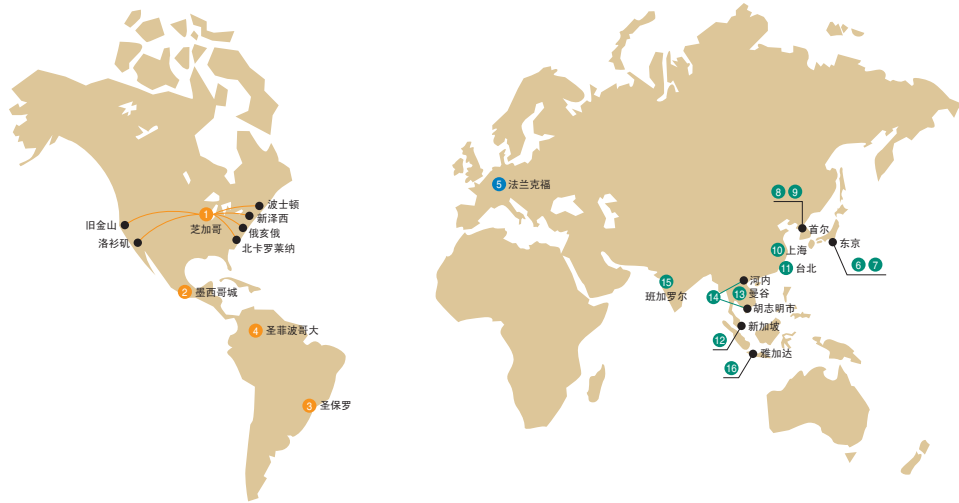 波士顿
1
新泽西
旧金山
芝加哥
俄亥俄
洛杉矶
北卡罗莱纳
2 墨西哥城
4 圣菲波哥大
3 圣保罗
5 法兰克福
8 9
首尔
东京
10 上海
6 7
11 台北
15
班加罗尔
河内
14
13 曼谷
胡志明市
新加坡
12
雅加达
16